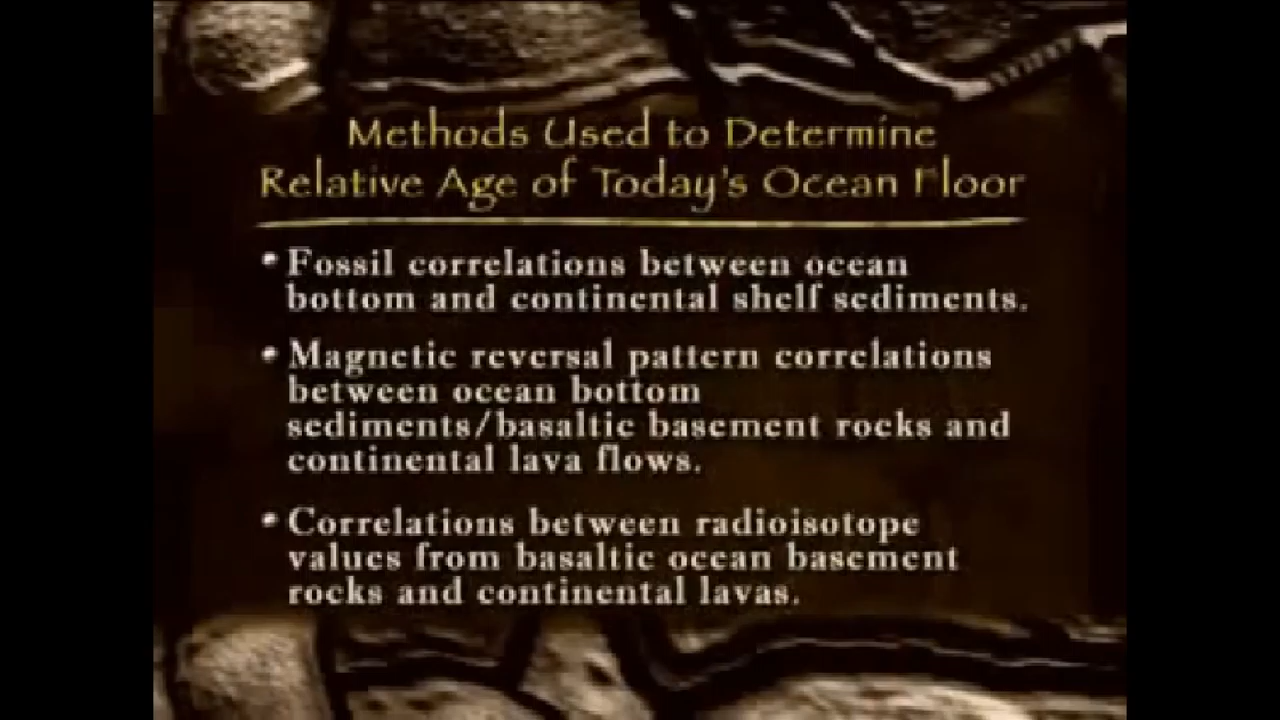 Methods Used to Determine
Relative Age of Today's Ocean Floor
• Fossil correlations between ocean
bottom and continental shelf sediments.
• Magnetic reversal pattern correlations
between ocean bottom
sediments/basaltic basement rocks and
continental lava flows.
• Correlations between radioisotope
values from basaltic ocean basement
rocks and continental lavas.